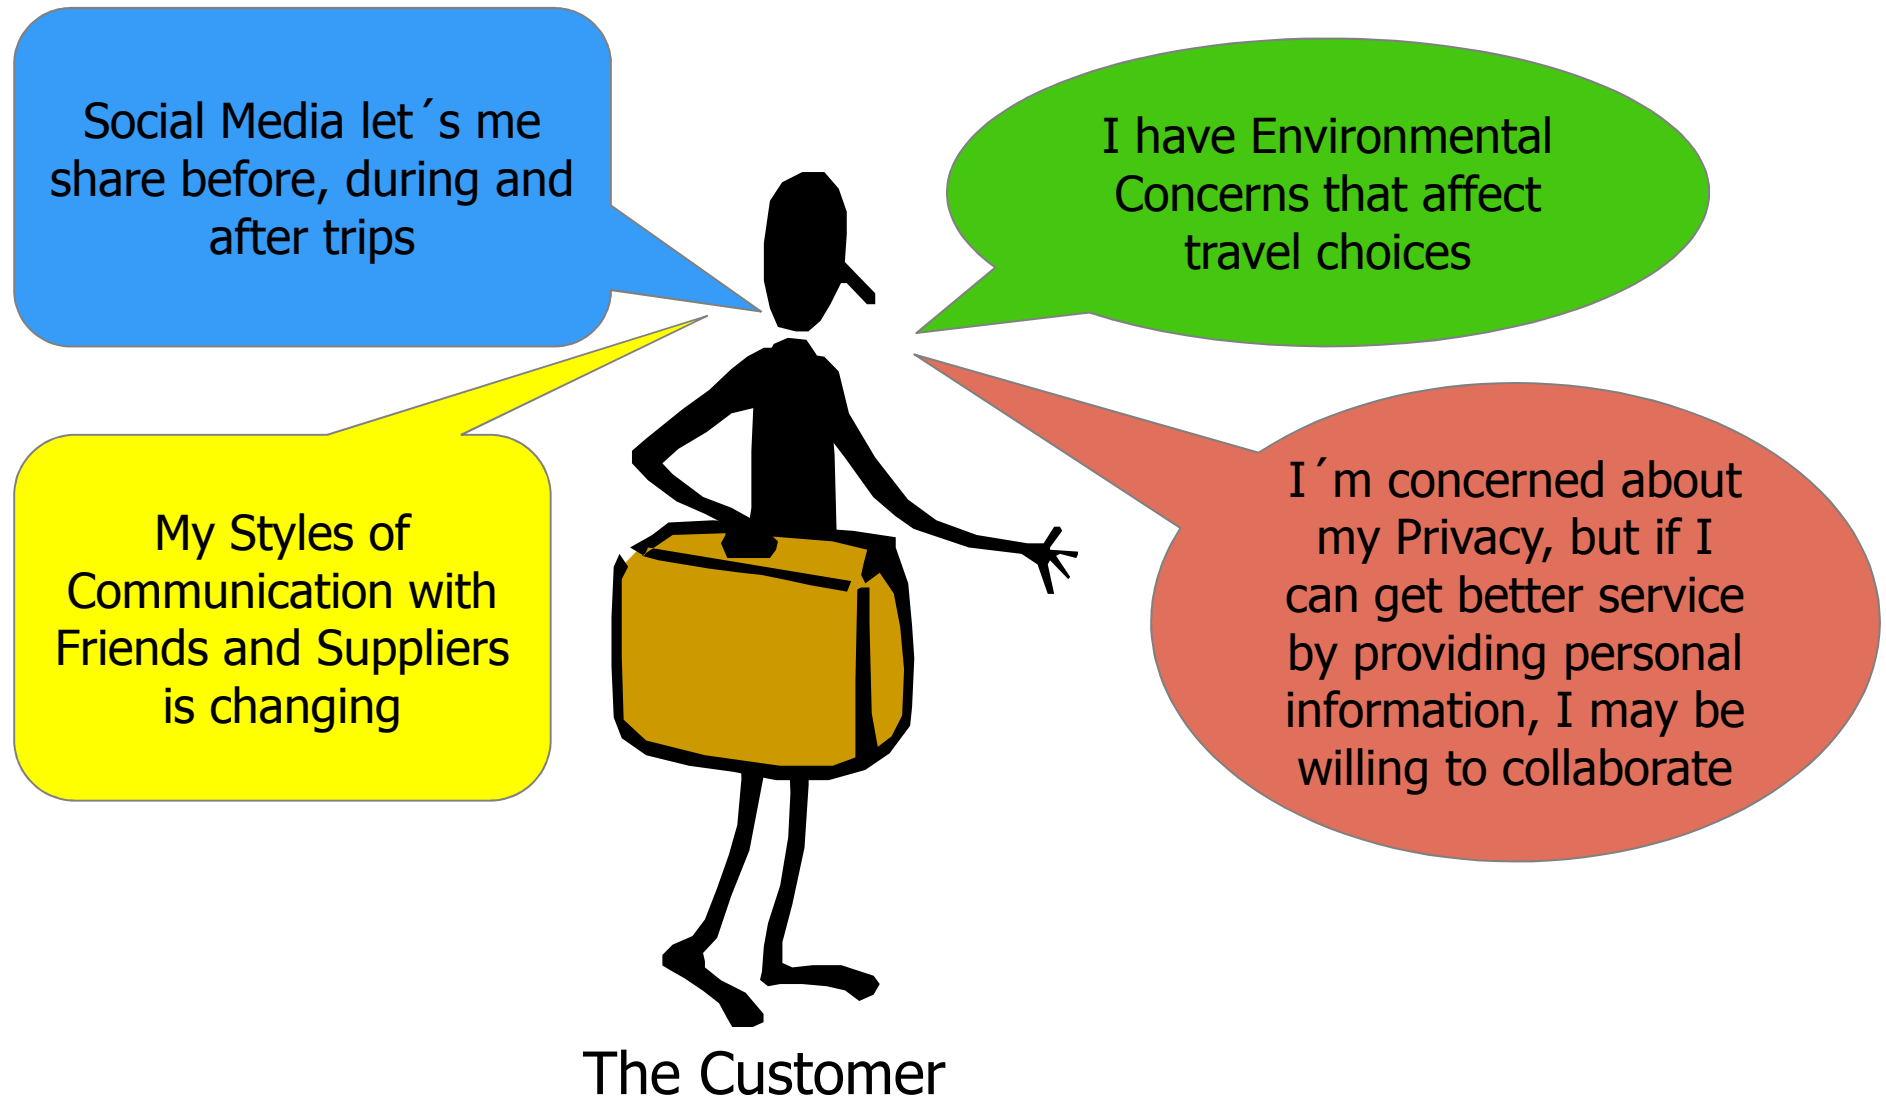 Social Media let´s me
share before, during and
after trips
I have Environmental
Concerns that affect
travel choices
My Styles of
Communication with
Friends and Suppliers
is changing
I´m concerned about
my Privacy, but if I
can get better service
by providing personal
information, I may be
willing to collaborate
The Customer